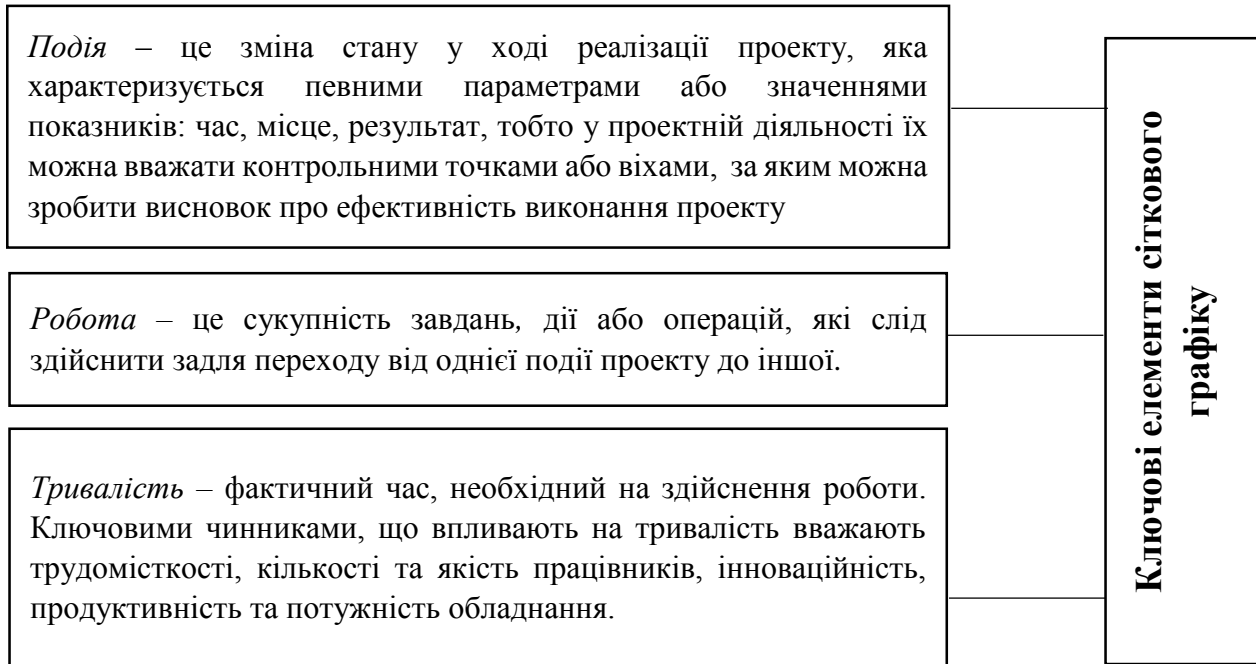 Подія – це зміна стану у ході реалізації проекту, яка
характеризується певними параметрами або значеннями
показників: час, місце, результат, тобто у проектній діяльності їх
можна вважати контрольними точками або віхами, за яким можна
зробити висновок про ефективність виконання проекту
Робота – це сукупність завдань, дії або операцій, які слід
здійснити задля переходу від однієї події проекту до іншої.
Тривалість – фактичний час, необхідний на здійснення роботи.
Ключовими чинниками, що впливають на тривалість вважають
трудомісткості, кількості та якість працівників, інноваційність,
продуктивність та потужність обладнання.
Ключові елементи сіткового
графіку